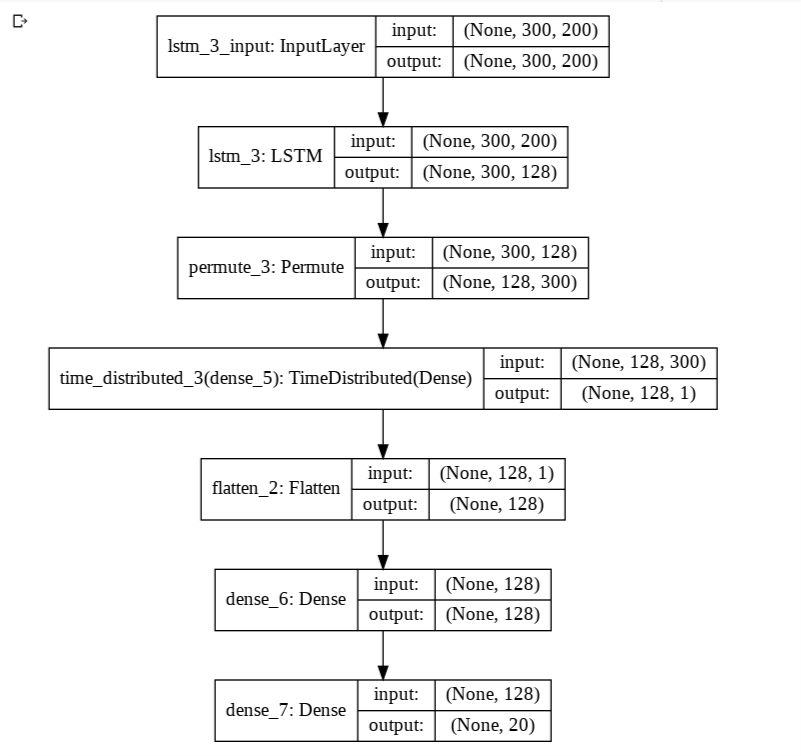 lstm_3_input: InputLayer
input: (None, 300, 200)
output: (None, 300, 200)
lstm_3: LSTM
input: (None, 300, 200)
output: (None, 300, 128)
permute_3: Permute
input: (None, 300, 128)
output: (None, 128, 300)
time_distributed_3(dense_5): TimeDistributed(Dense)
input: (None, 128, 300)
output: (None, 128, 1)
flatten_2: Flatten
input: (None, 128, 1)
output: (None, 128)
dense_6: Dense
input: (None, 128)
output: (None, 128)
dense_7: Dense
input: (None, 128)
output: (None, 20)